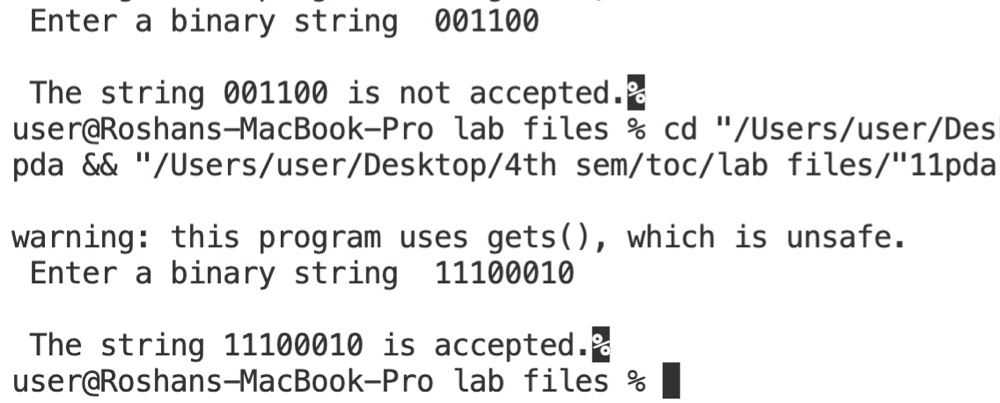 Enter a binary string  001100
The string 001100 is not accepted.%
user@Roshans-MacBook-Pro lab files % cd "/Users/user/Des
pda && "/Users/user/Desktop/4th sem/toc/lab files/"11pda
warning: this program uses gets(), which is unsafe.
Enter a binary string  11100010
The string 11100010 is accepted.%
user@Roshans-MacBook-Pro lab files %